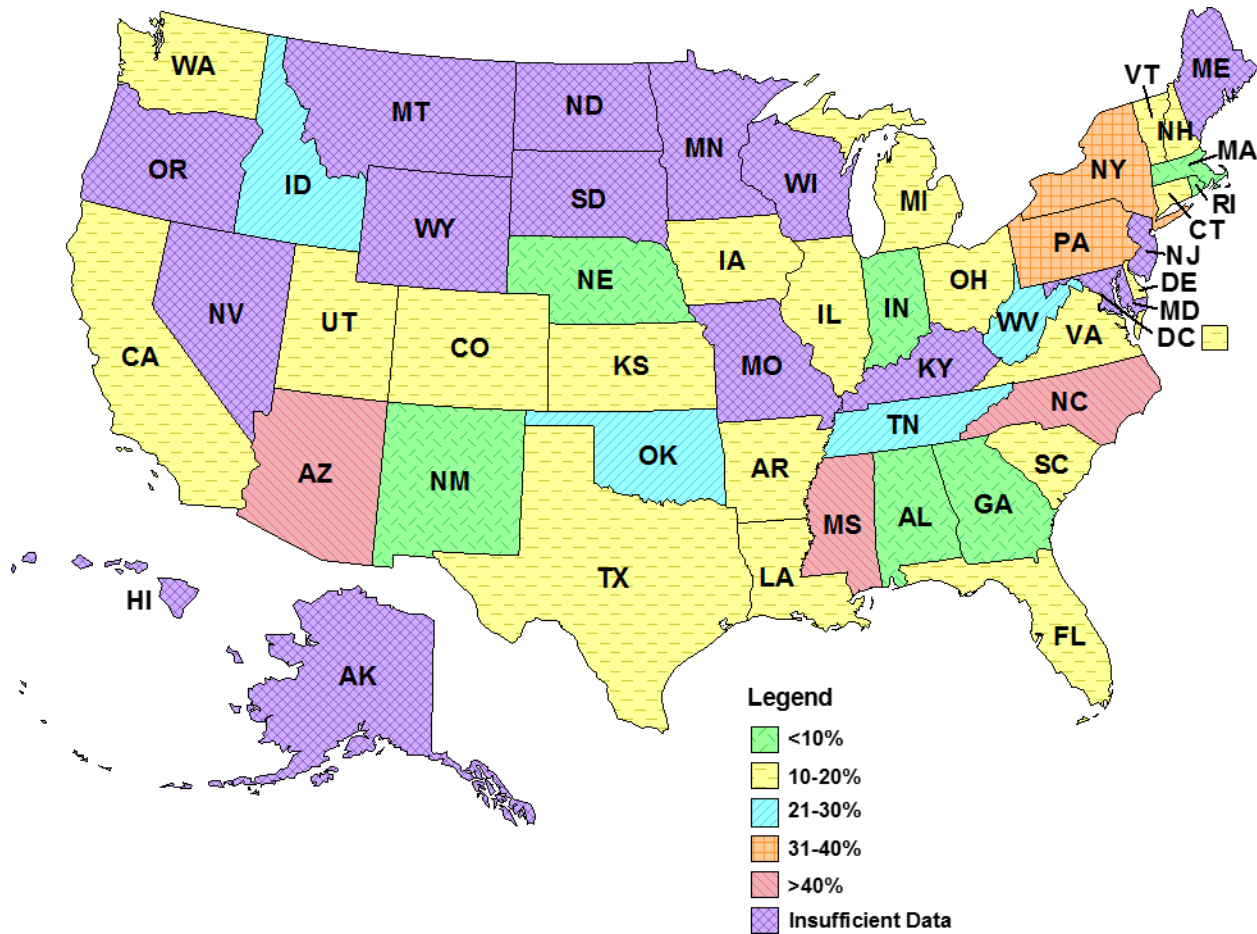 WA
MT
ND
MN
VT
ME
NH
MA
OR
ID
SD
WI
NY
MI
RI
WY
CT
PA
NJ
IA
NE
OH
DE
MD
NV
UT
IL
IN
WV
DC
CO
VA
CA
KS
MO
KY
NC
TN
OK
AR
SC
AZ
NM
GA
MS
AL
TX
LA
HI
FL
AK
Legend
<10%
10-20%
21-30%
31-40%
>40%
Insufficient Data